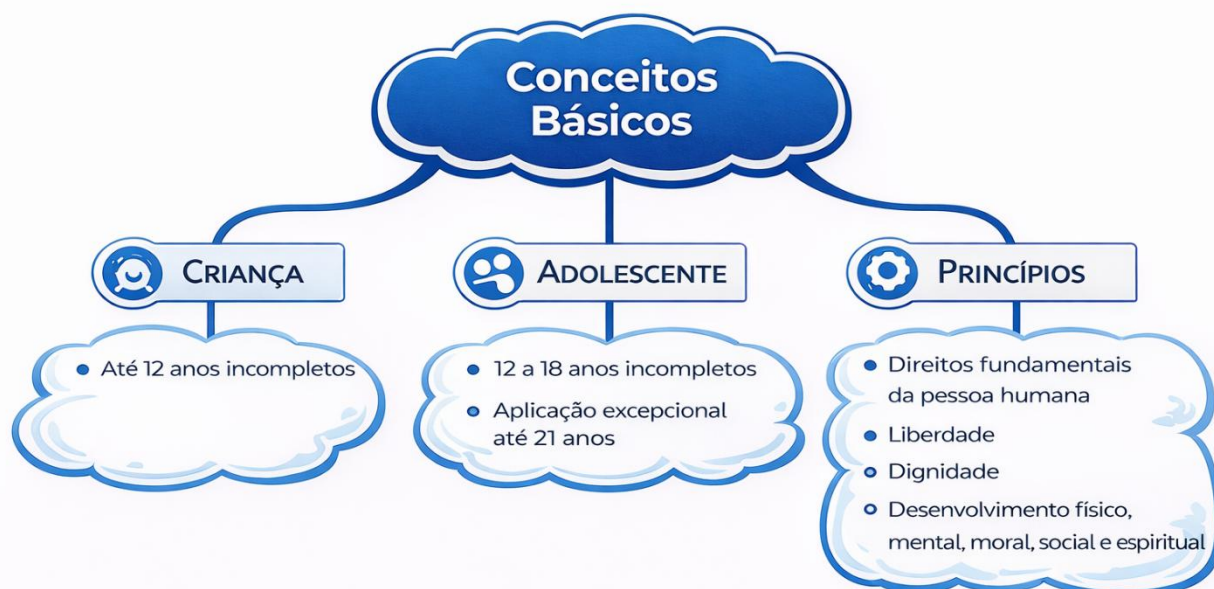 Conceitos
Básicos
CRIANÇA
• Até 12 anos incompletos
ADOLESCENTE
• 12 a 18 anos incompletos
• Aplicação excepcional
até 21 anos
PRINCÍPIOS
• Direitos fundamentais
da pessoa humana
• Liberdade
• Dignidade
• Desenvolvimento físico,
mental, moral, social e espiritual